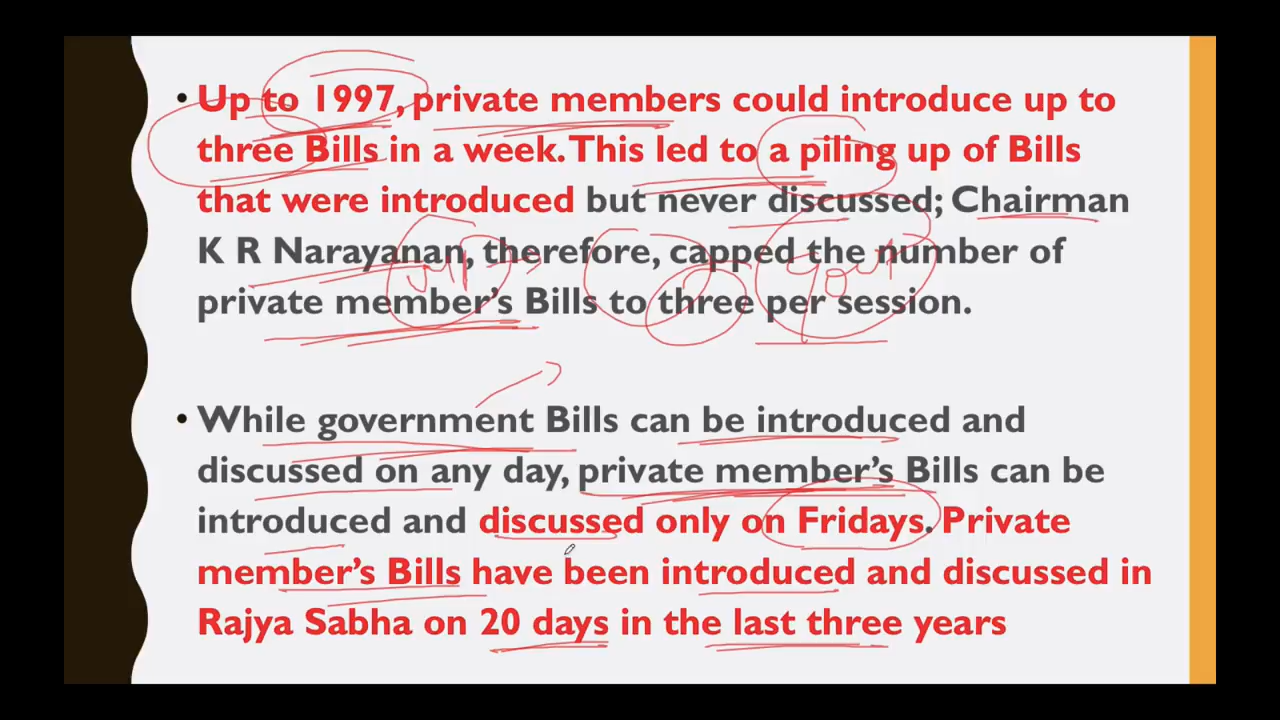 • Up to 1997, private members could introduce up to
three Bills in a week. This led to a piling up of Bills
that were introduced but never discussed; Chairman
K R Narayanan, therefore, capped the number of
private member's Bills to three per session.
• While government Bills can be introduced and
discussed on any day, private member's Bills can be
introduced and discussed only on Fridays. Private
member's Bills have been introduced and discussed in
Rajya Sabha on 20 days in the last three years